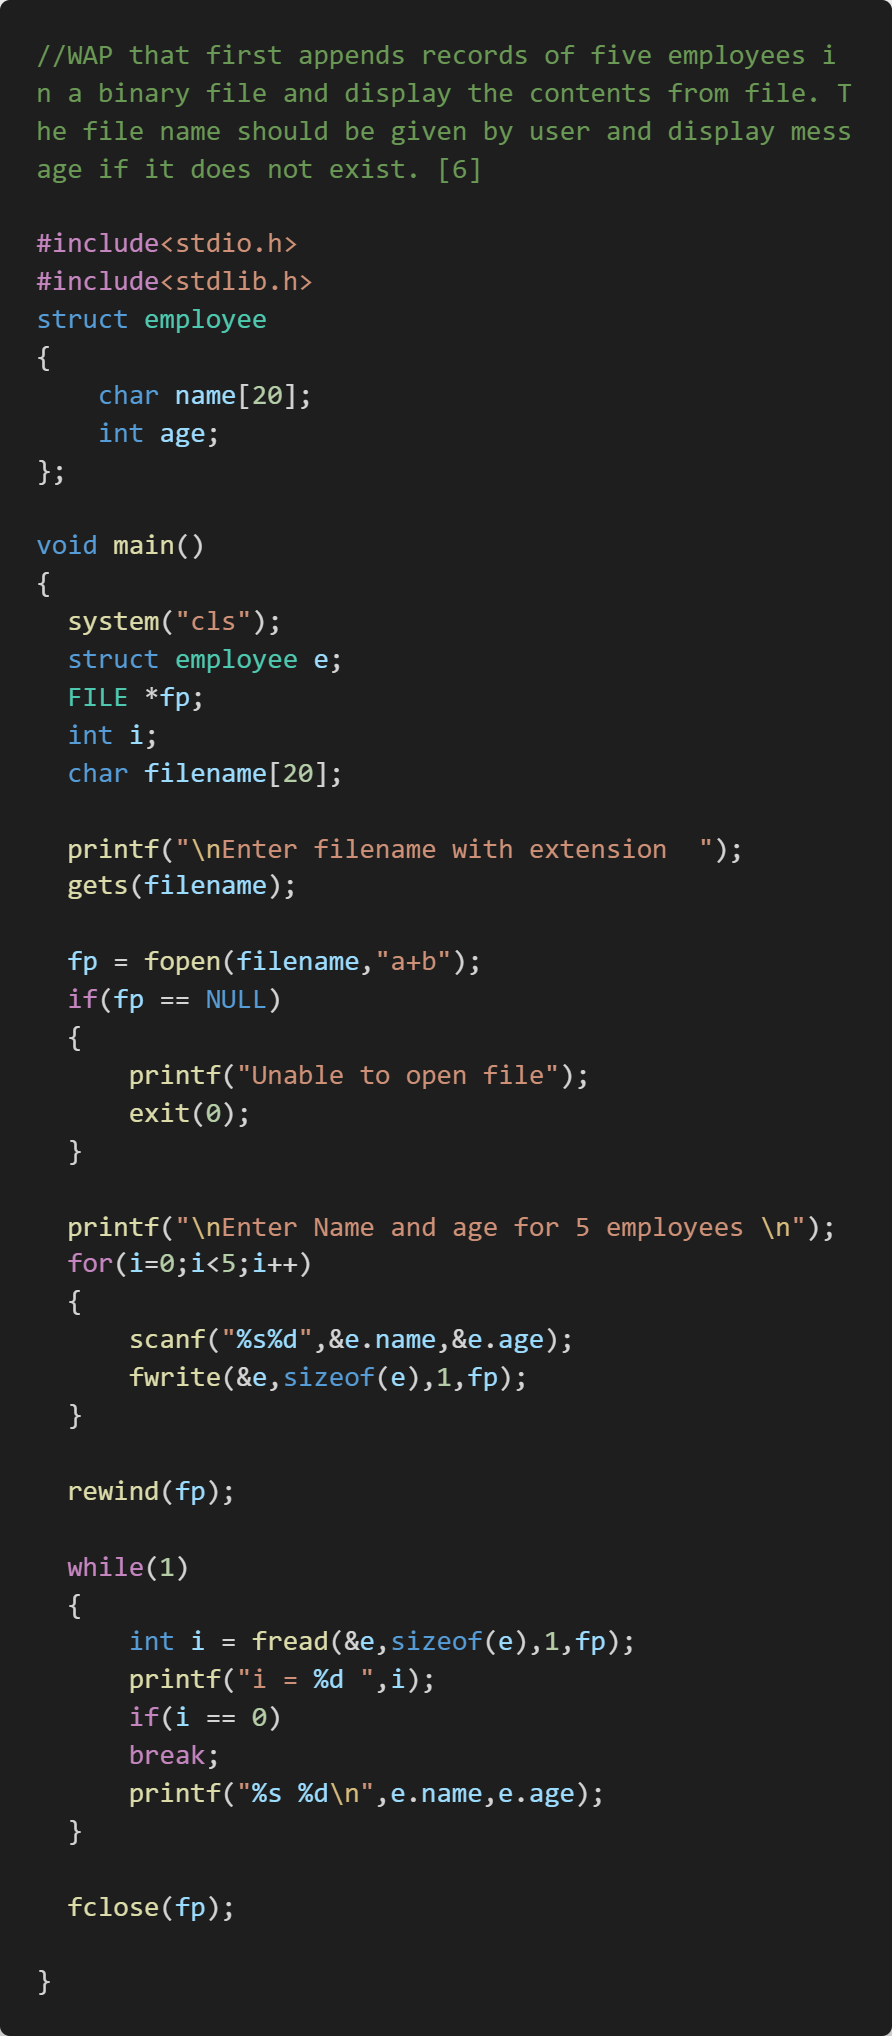 //WAP that first appends records of five employees i
n a binary file and display the contents from file. T
he file name should be given by user and display mess
age if it does not exist. [6]

#include<stdio.h>
#include<stdlib.h>
struct employee
{
    char name[20];
    int age;
};

void main()
{
  system("cls");
  struct employee e;
  FILE *fp;
  int i;
  char filename[20];

  printf("\nEnter filename with extension  ");
  gets(filename);

  fp = fopen(filename,"a+b");
  if(fp == NULL)
  {
      printf("Unable to open file");
      exit(0);
  }

  printf("\nEnter Name and age for 5 employees \n");
  for(i=0;i<5;i++)
  {
      scanf("%s%d",&e.name,&e.age);
      fwrite(&e,sizeof(e),1,fp);
  }

  rewind(fp);

  while(1)
  {
      int i = fread(&e,sizeof(e),1,fp);
      printf("i = %d ",i);
      if(i == 0)
      break;
      printf("%s %d\n",e.name,e.age);
  }

  fclose(fp);

}